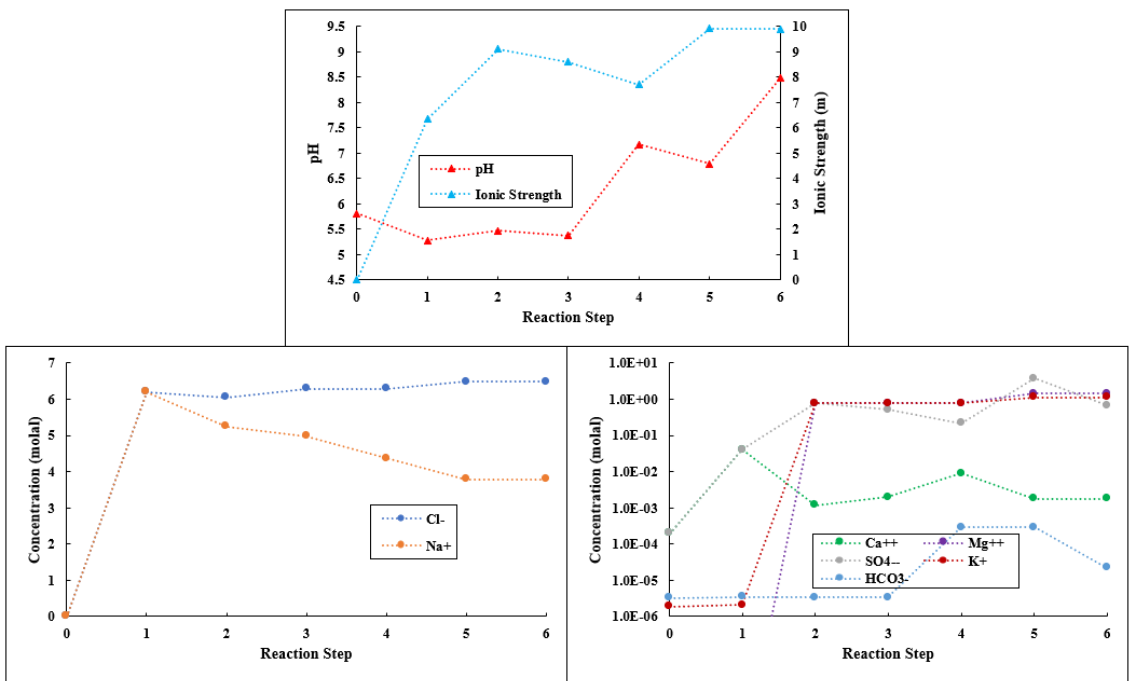 9.5
9
8.5
8
7.5
7
6.5
6
5.5
5
4.5
pH
10
9
8
7
6
5
4
3
2
1
0
Ionic Strength (m)
pH
Ionic Strength
0 1 2 3 4 5 6
Reaction Step
7
6
5
4
3
2
1
0
Concentration (molal)
Cl-
Na+
0 1 2 3 4 5 6
Reaction Step
1.0E+01
1.0E+00
1.0E-01
1.0E-02
1.0E-03
1.0E-04
1.0E-05
1.0E-06
Concentration (molal)
Ca++ Mg++
SO4-- K+
HCO3-
0 1 2 3 4 5 6
Reaction Step